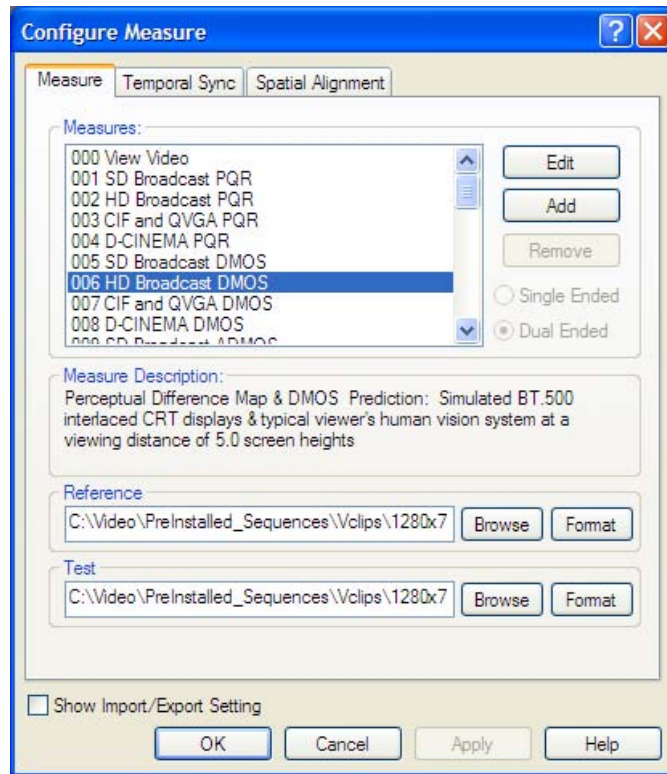 Configure Measure
Measure
Temporal Sync
Spatial Alignment
Measures:
000 View Video
001 SD Broadcast PQR
002 HD Broadcast PQR
003 CIF and QVGA PQR
004 D-CINEMA PQR
005 SD Broadcast DMOS
006 HD Broadcast DMOS
007 CIF and QVGA DMOS
008 D-CINEMA DMOS
009 SD Broadcast ADMOS
Edit
Add
Remove
Single Ended
Dual Ended
Measure Description:
Perceptual Difference Map & DMOS Prediction: Simulated BT.500
interlaced CRT displays & typical viewer's human vision system at a
viewing distance of 5.0 screen heights
Reference
C:\Video\PreInstalled_Sequences\Vclips\1280x7
Browse
Format
Test
C:\Video\PreInstalled_Sequences\Vclips\1280x7
Browse
Format
Show Import/Export Setting
OK
Cancel
Apply
Help